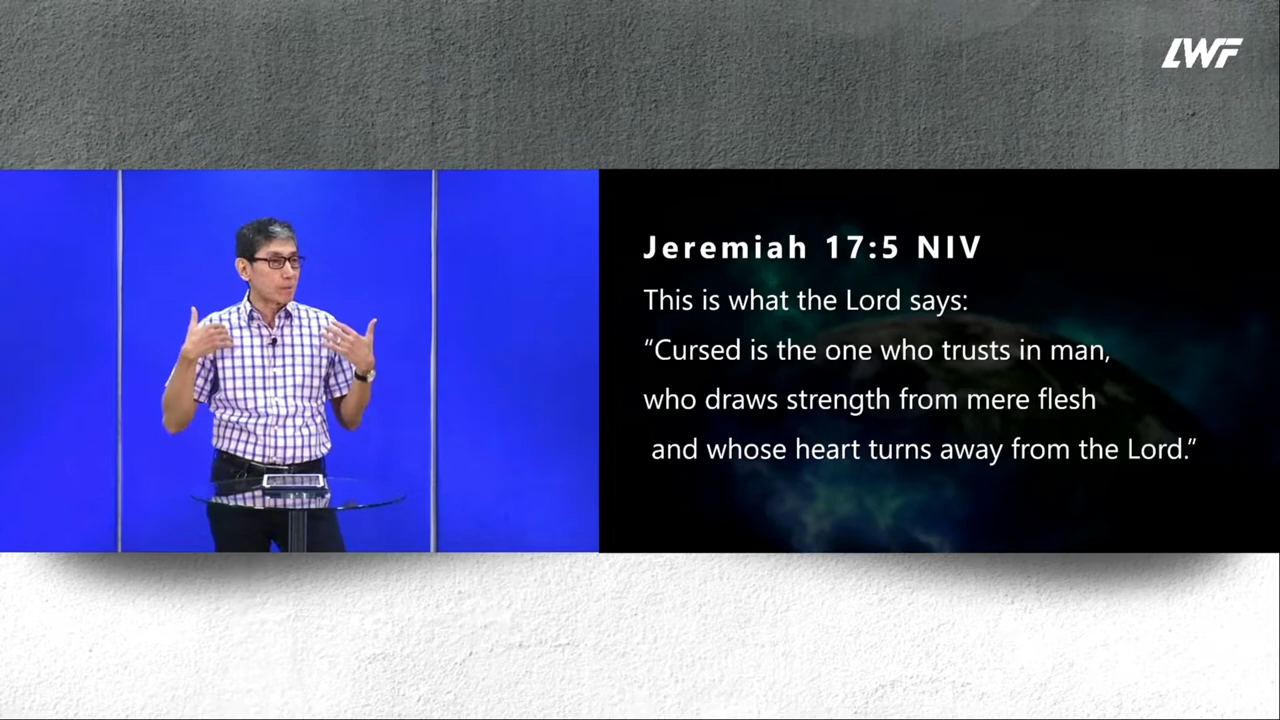 LWF
Jeremiah 17:5 NIV
This is what the Lord says:
“Cursed is the one who trusts in man,
who draws strength from mere flesh
and whose heart turns away from the Lord.”